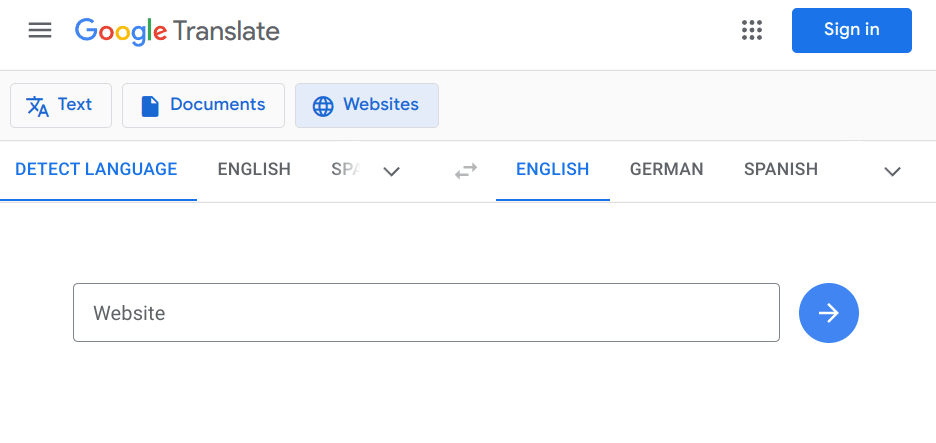 Google Translate
Sign in
Text Documents Websites
DETECT LANGUAGE ENGLISH SPA ENGLISH GERMAN SPANISH
Website